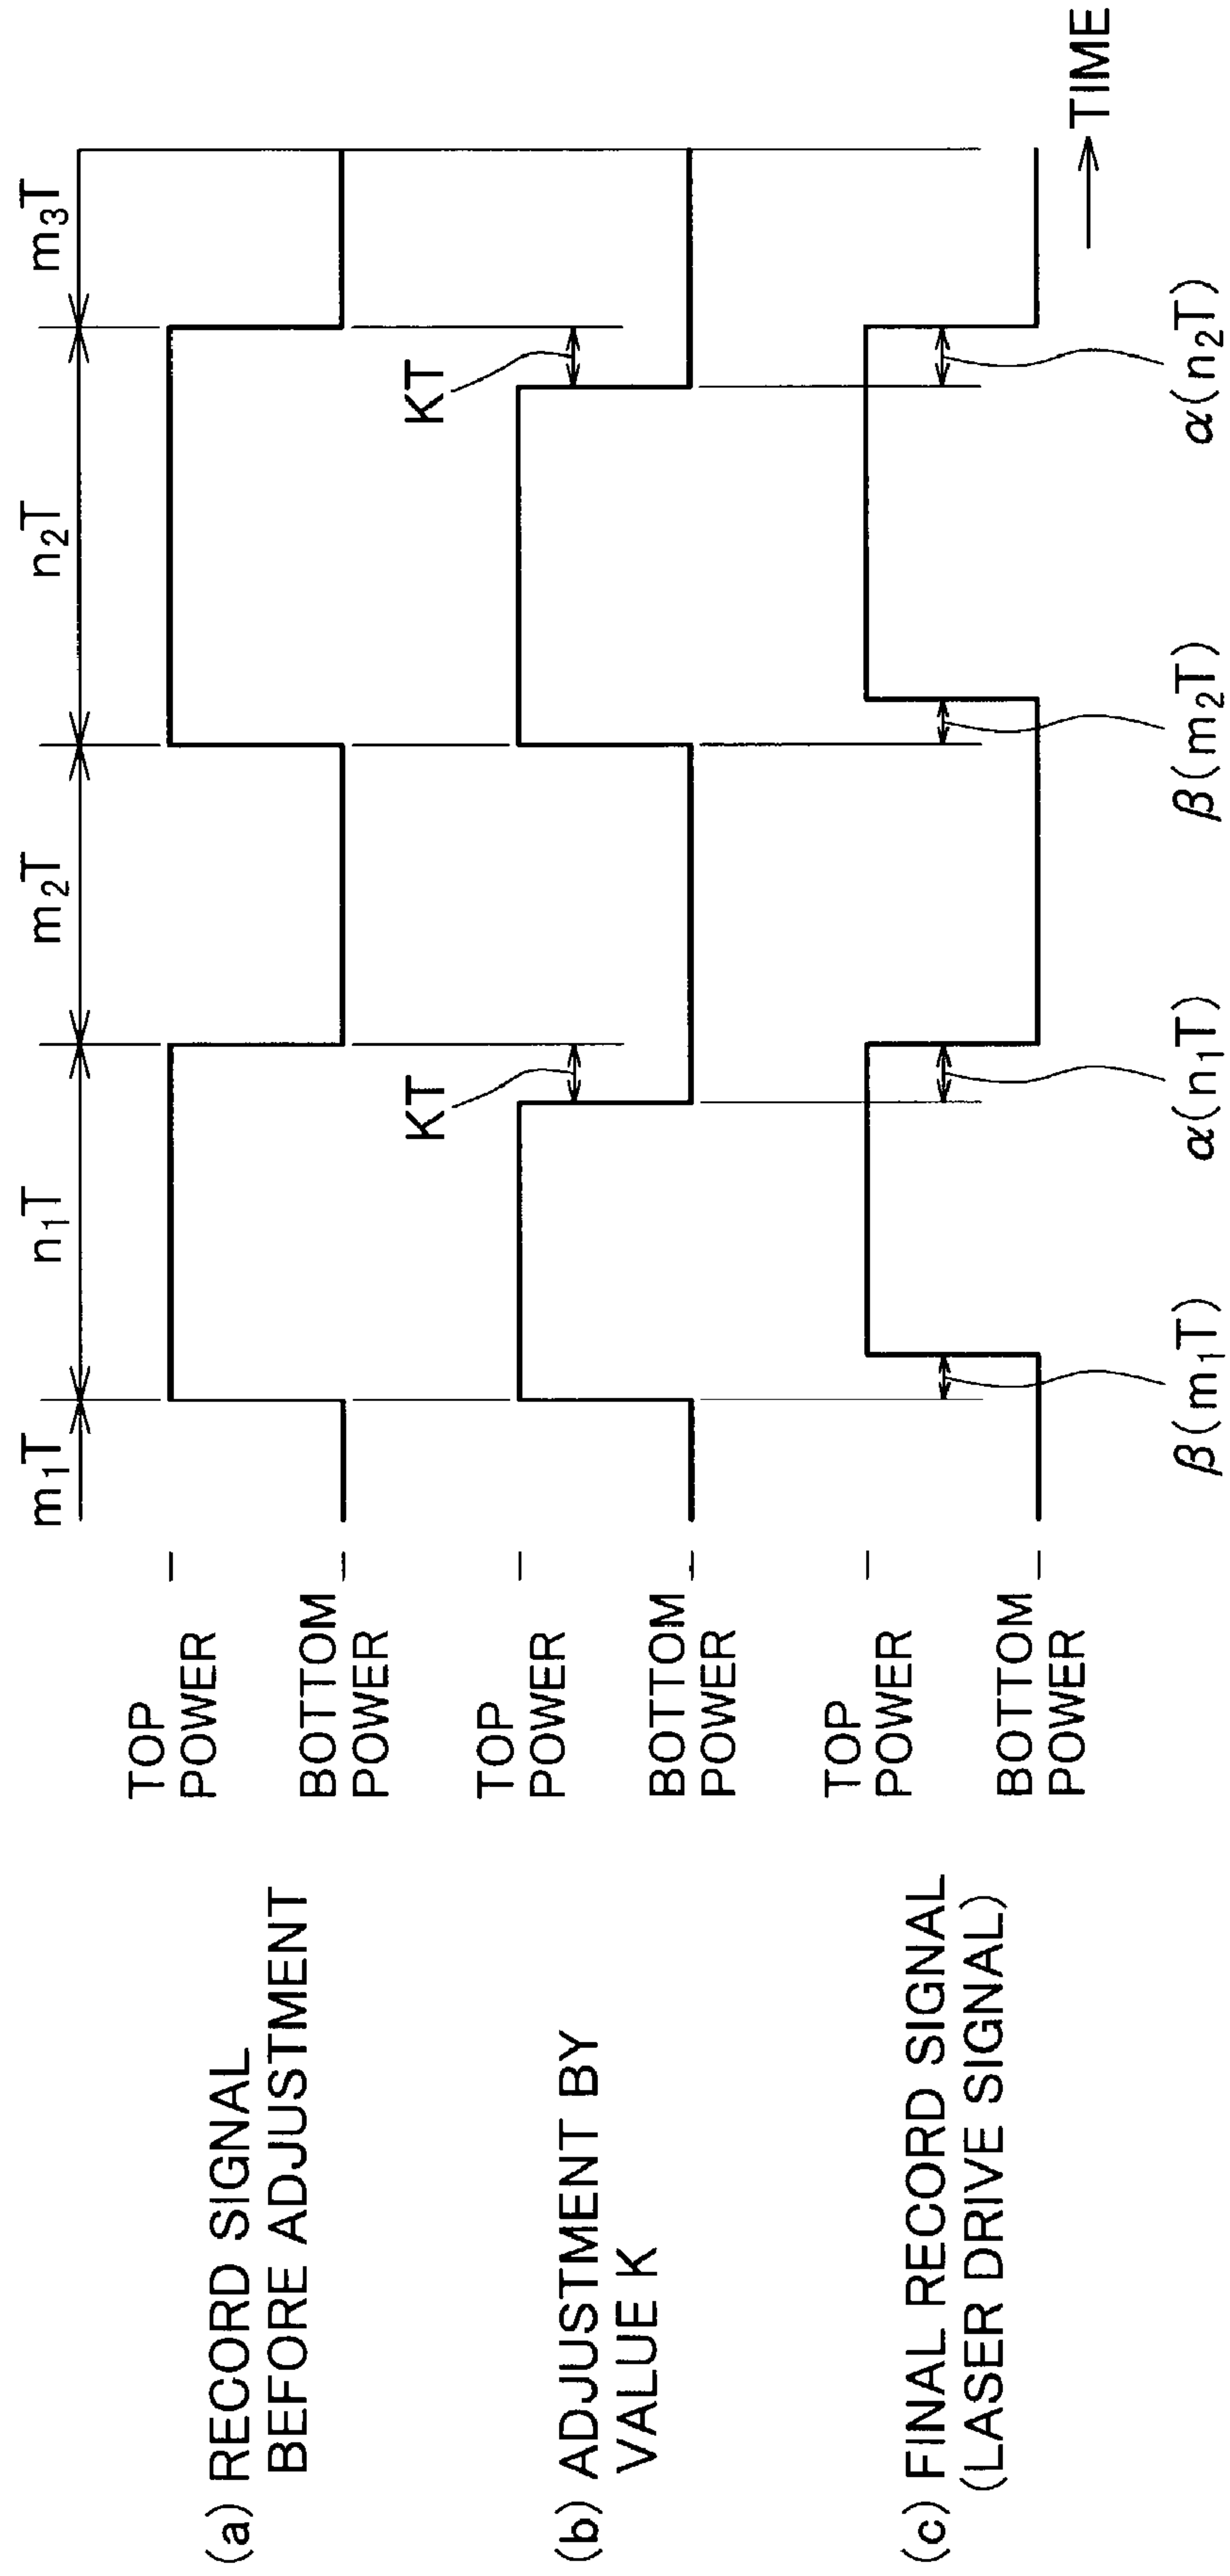 m₁T n₁T m₂T n₂T m₃T
(a) RECORD SIGNAL
BEFORE ADJUSTMENT
TOP
POWER
BOTTOM
POWER
(b) ADJUSTMENT BY
VALUE K
TOP
POWER
BOTTOM
POWER
KT KT
(c) FINAL RECORD SIGNAL
(LASER DRIVE SIGNAL)
TOP
POWER
BOTTOM
POWER
TIME
β(m₁T) α(n₁T) β(m₂T) α(n₂T)